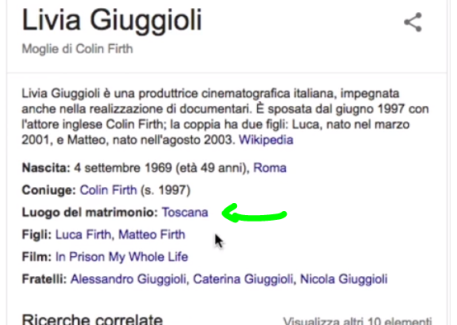 Livia Giuggioli
Moglie di Colin Firth
Livia Giuggioli è una produttrice cinematografica italiana, impegnata
anche nella realizzazione di documentari. È sposata dal giugno 1997 con
l'attore inglese Colin Firth; la coppia ha due figli: Luca, nato nel marzo
2001, e Matteo, nato nell'agosto 2003. Wikipedia
Nascita: 4 settembre 1969 (età 49 anni), Roma
Coniuge: Colin Firth (s. 1997)
Luogo del matrimonio: Toscana
Figli: Luca Firth, Matteo Firth
Film: In Prison My Whole Life
Fratelli: Alessandro Giuggioli, Caterina Giuggioli, Nicola Giuggioli
Ricerche correlate Visualizza altri 10 elementi